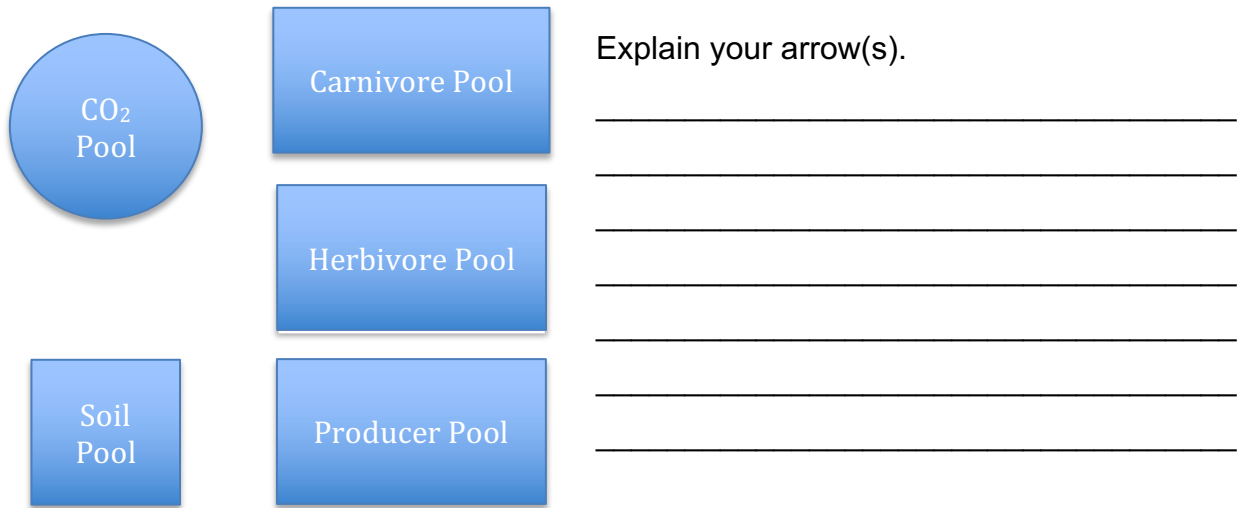 CO₂
Pool
Carnivore Pool
Herbivore Pool
Soil
Pool
Producer Pool
Explain your arrow(s).